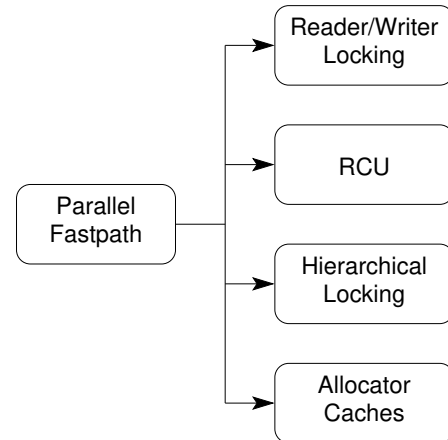 Reader/Writer
Locking
RCU
Parallel
Fastpath
Hierarchical
Locking
Allocator
Caches